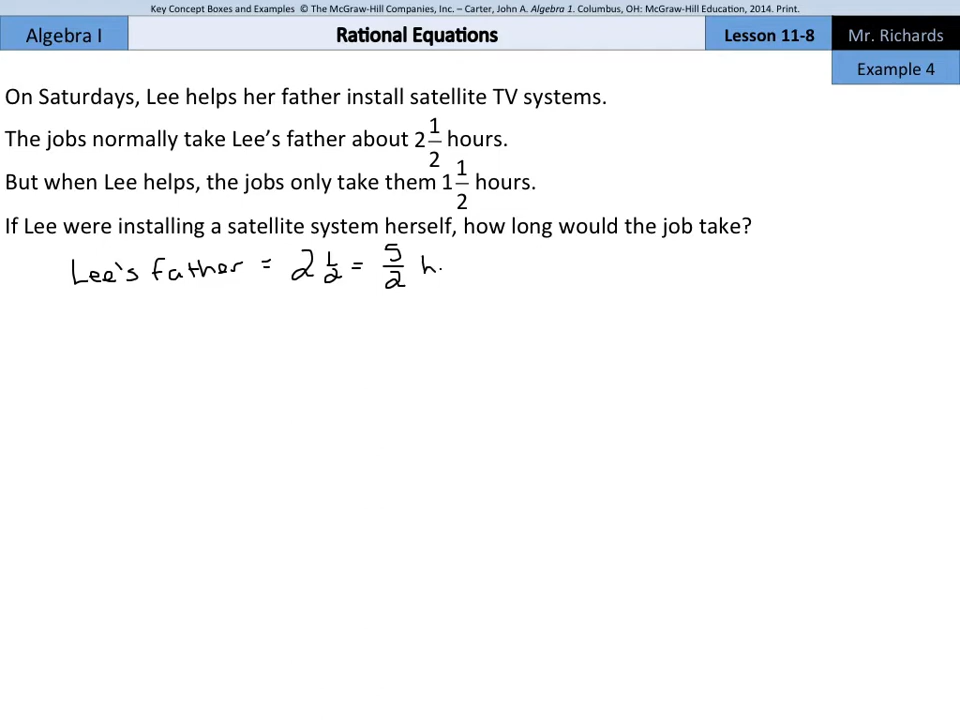 Key Concept Boxes and Examples © The McGraw-Hill Companies, Inc. – Carter, John A. Algebra 1. Columbus, OH: McGraw-Hill Education, 2014. Print.
Algebra I
Rational Equations
Lesson 11-8
Mr. Richards
Example 4
On Saturdays, Lee helps her father install satellite TV systems.
The jobs normally take Lee's father about 2 1/2 hours.
But when Lee helps, the jobs only take them 1 1/2 hours.
If Lee were installing a satellite system herself, how long would the job take?
Lee's father = 2 1/2 = 5/2 h.